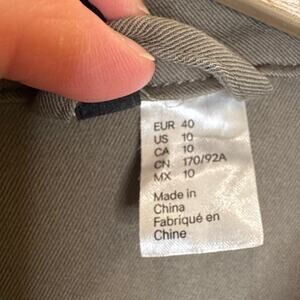 EUR 40
US 10
CA 10
CN 170/92A
MX 10
Made in
China
Fabriqué en
Chine